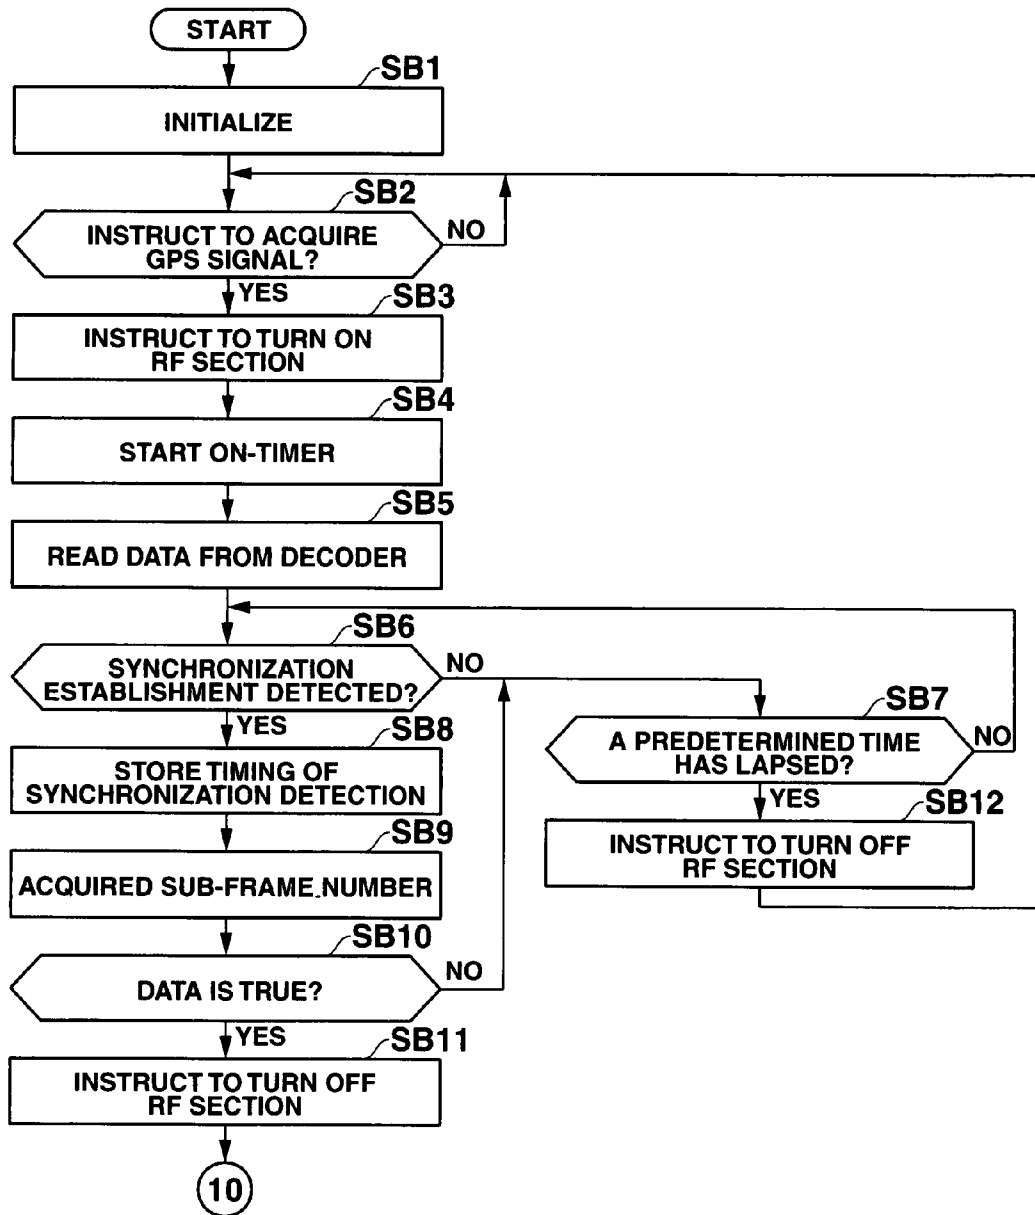 START
SB1
INITIALIZE
SB2
INSTRUCT TO ACQUIRE
GPS SIGNAL?
NO
YES
SB3
INSTRUCT TO TURN ON
RF SECTION
SB4
START ON-TIMER
SB5
READ DATA FROM DECODER
SB6
SYNCHRONIZATION
ESTABLISHMENT DETECTED?
NO
YES
SB7
A PREDETERMINED TIME
HAS LAPSED?
NO
YES
SB8
STORE TIMING OF
SYNCHRONIZATION DETECTION
SB12
INSTRUCT TO TURN OFF
RF SECTION
SB9
ACQUIRED SUB-FRAME NUMBER
SB10
DATA IS TRUE?
NO
YES
SB11
INSTRUCT TO TURN OFF
RF SECTION
10